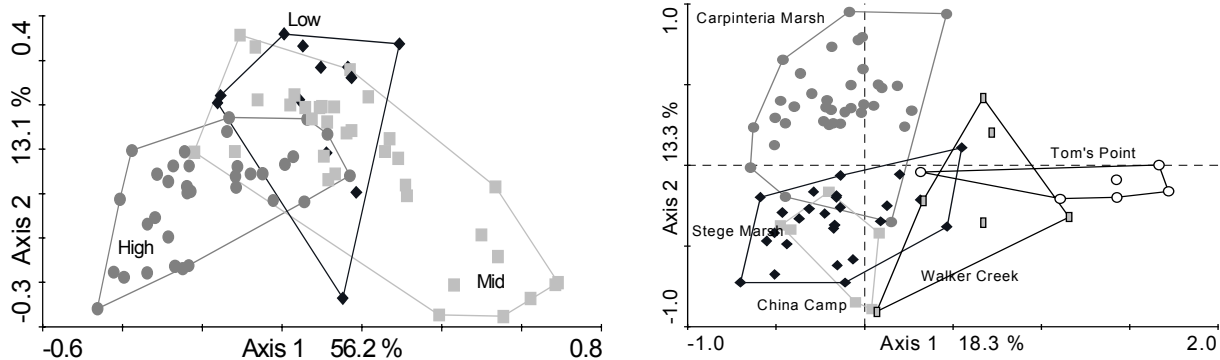 0.4
13.1 %
Axis 2
-0.3
Low
High
Mid
-0.6
Axis 1 56.2 %
0.8
1.0
13.3 %
Axis 2
-1.0
Carpinteria Marsh
Tom's Point
Stege Marsh
Walker Creek
China Camp
-1.0
Axis 1 18.3 %
2.0